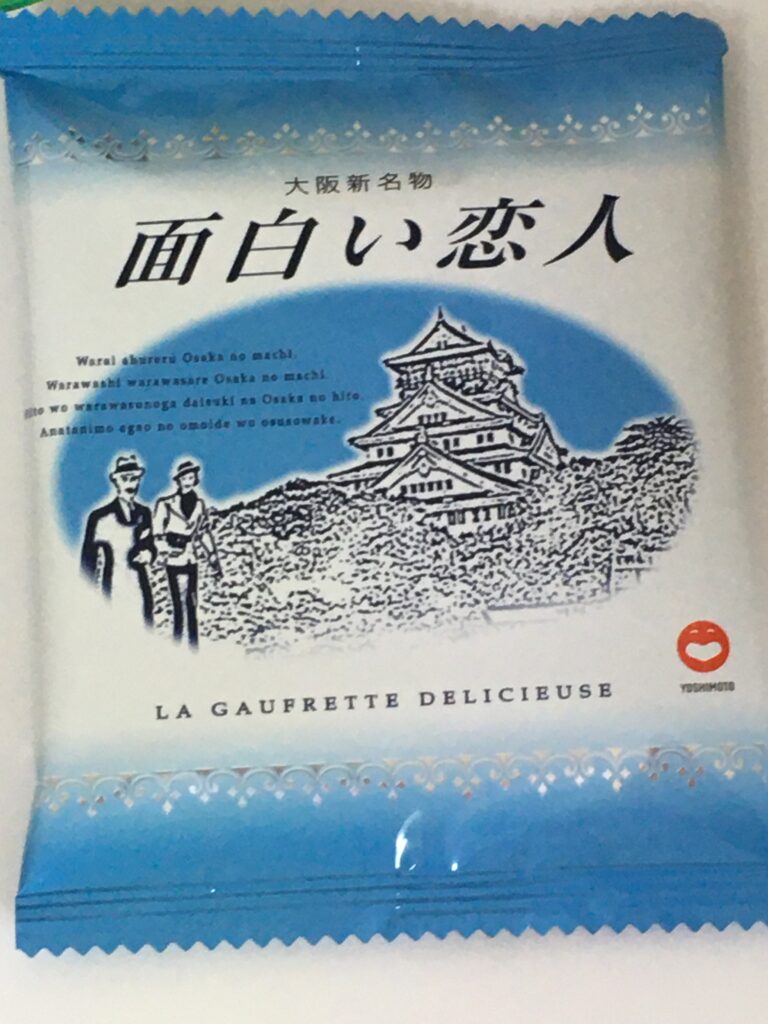 大阪新名物
面白い恋人
Warai ahureru Osaka no machi.
Warawashi warawasare Osaka no machi.
Hito wo warawasunoga daisuki na Osaka no hito.
Anatanimo egao no omoide wo osusowake.
LA GAUFRETTE DELICIEUSE
YOSHIMOTO